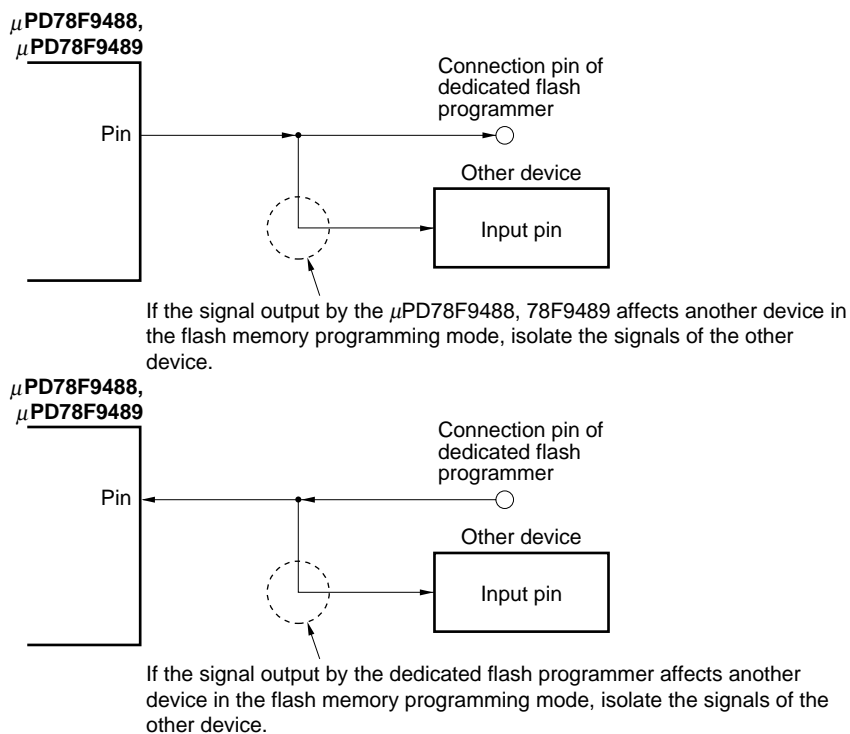 μPD78F9488,
μPD78F9489
Connection pin of
dedicated flash
programmer
Pin
Other device
Input pin
If the signal output by the μPD78F9488, 78F9489 affects another device in
the flash memory programming mode, isolate the signals of the other
device.
μPD78F9488,
μPD78F9489
Connection pin of
dedicated flash
programmer
Pin
Other device
Input pin
If the signal output by the dedicated flash programmer affects another
device in the flash memory programming mode, isolate the signals of the
other device.